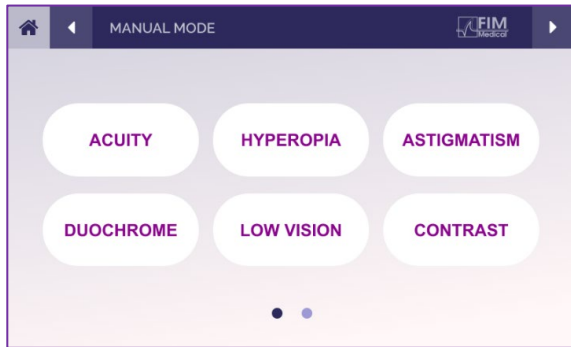 MANUAL MODE
FIM
Medical
ACUITY HYPEROPIA ASTIGMATISM
DUOCHROME LOW VISION CONTRAST